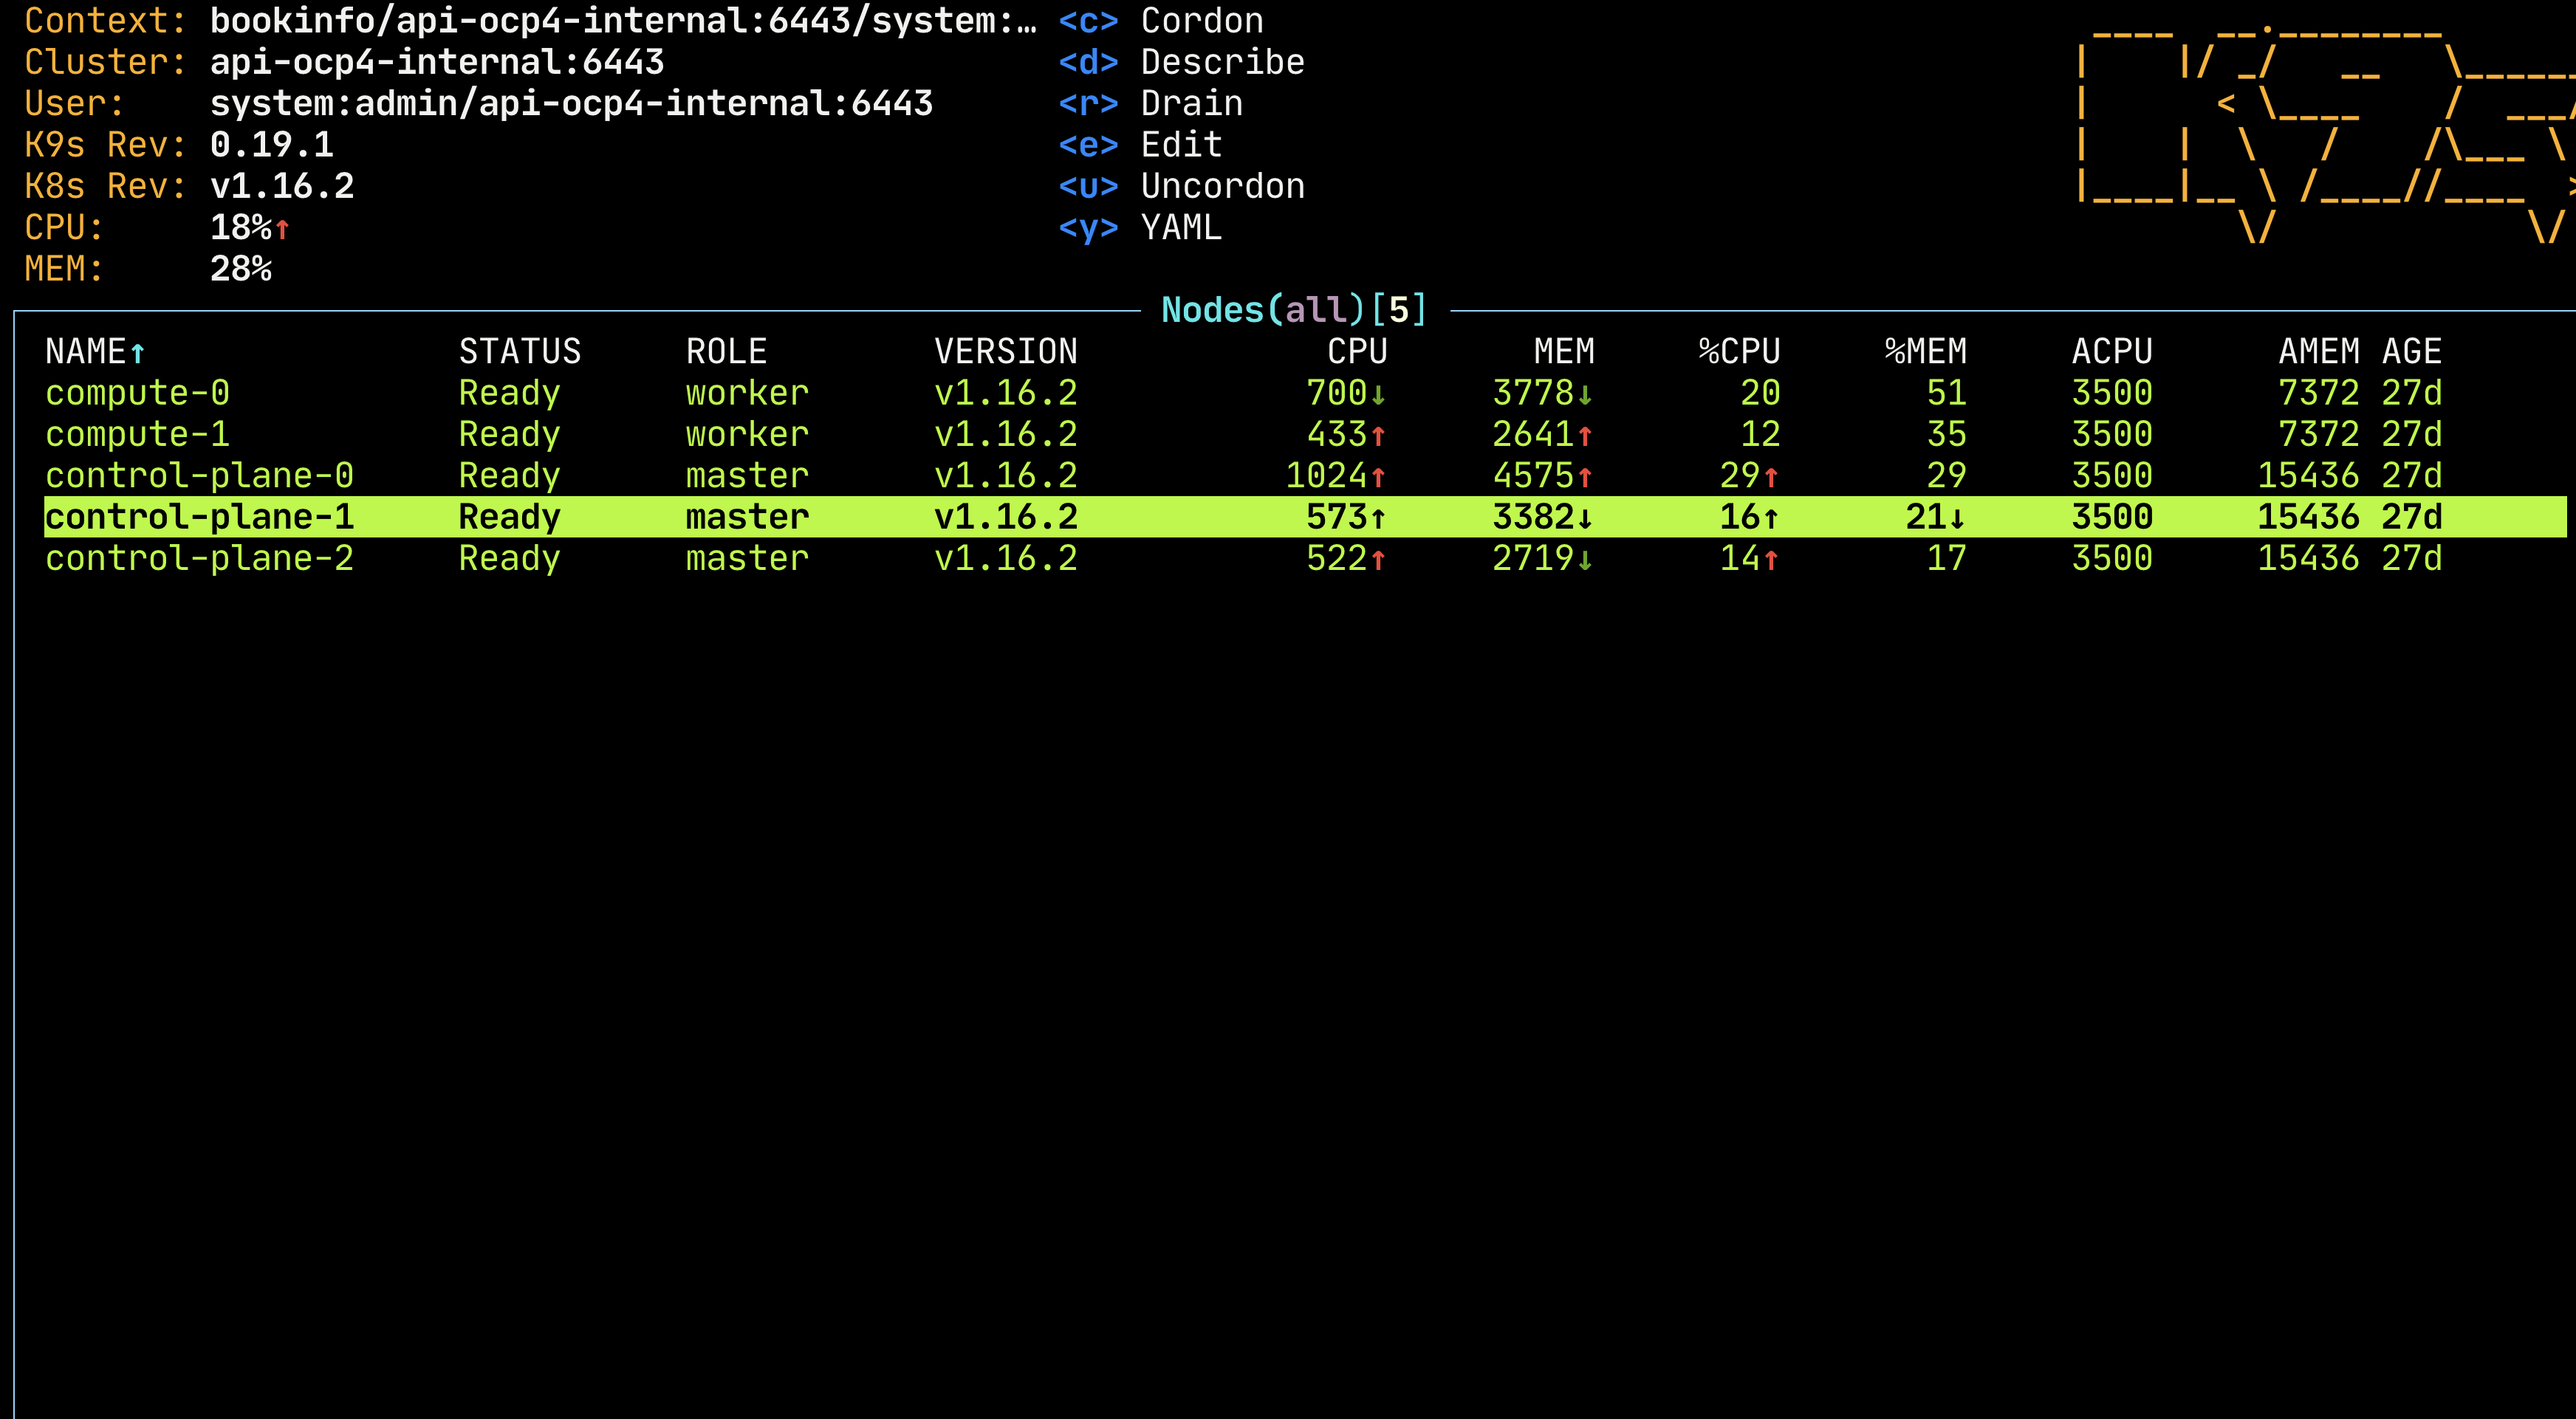 Context: bookinfo/api-ocp4-internal:6443/system:… <c> Cordon
Cluster: api-ocp4-internal:6443 <d> Describe
User: system:admin/api-ocp4-internal:6443 <r> Drain
K9s Rev: 0.19.1 <e> Edit
K8s Rev: v1.16.2 <u> Uncordon
CPU: 18%↑ <y> YAML
MEM: 28%
Nodes(all)[5]
NAME↑ STATUS ROLE VERSION CPU MEM %CPU %MEM ACPU AMEM AGE
compute-0 Ready worker v1.16.2 700↓ 3778↓ 20 51 3500 7372 27d
compute-1 Ready worker v1.16.2 433↑ 2641↑ 12 35 3500 7372 27d
control-plane-0 Ready master v1.16.2 1024↑ 4575↑ 29↑ 29 3500 15436 27d
control-plane-1 Ready master v1.16.2 573↑ 3382↓ 16↑ 21↓ 3500 15436 27d
control-plane-2 Ready master v1.16.2 522↑ 2719↓ 14↑ 17 3500 15436 27d